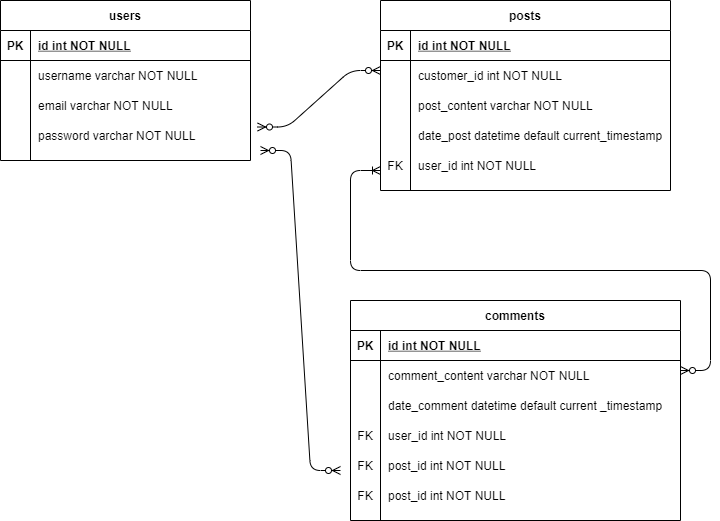 users
PK id int NOT NULL
username varchar NOT NULL
email varchar NOT NULL
password varchar NOT NULL
posts
PK id int NOT NULL
customer_id int NOT NULL
post_content varchar NOT NULL
date_post datetime default current_timestamp
FK user_id int NOT NULL
comments
PK id int NOT NULL
comment_content varchar NOT NULL
date_comment datetime default current _timestamp
FK user_id int NOT NULL
FK post_id int NOT NULL
FK post_id int NOT NULL